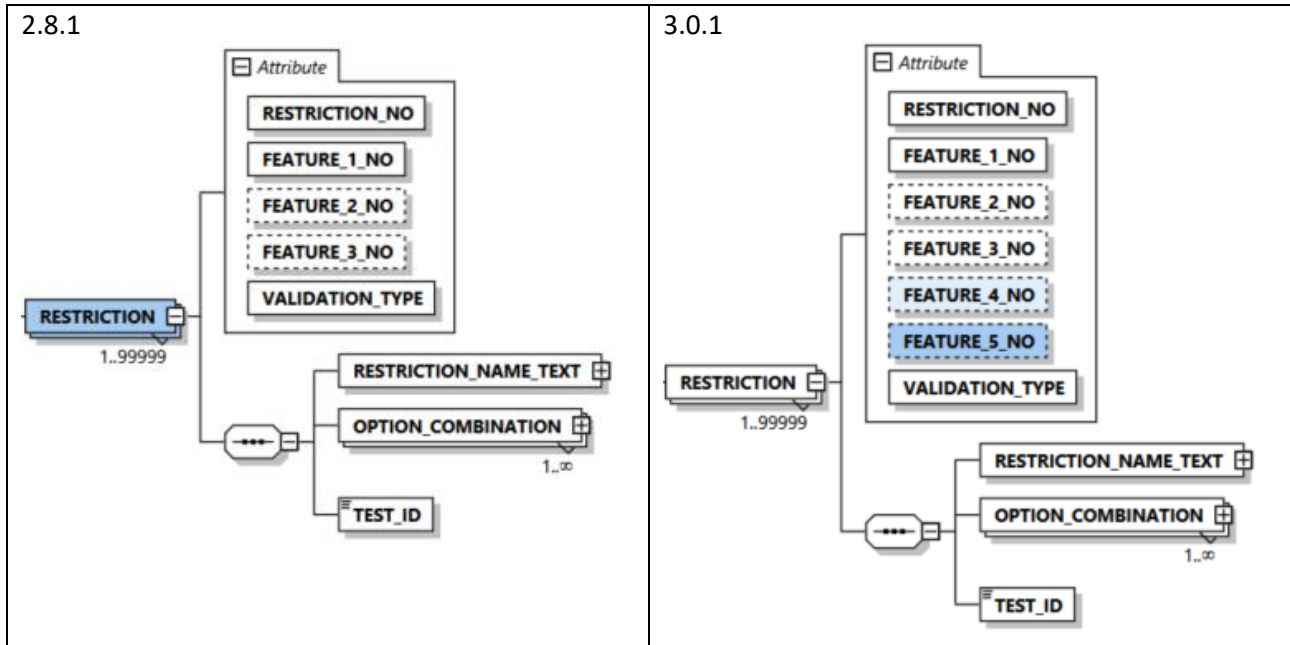 2.8.1
Attribute
RESTRICTION_NO
FEATURE_1_NO
FEATURE_2_NO
FEATURE_3_NO
VALIDATION_TYPE
RESTRICTION
1..99999
RESTRICTION_NAME_TEXT
OPTION_COMBINATION
1..∞
TEST_ID
3.0.1
Attribute
RESTRICTION_NO
FEATURE_1_NO
FEATURE_2_NO
FEATURE_3_NO
FEATURE_4_NO
FEATURE_5_NO
VALIDATION_TYPE
RESTRICTION
1..99999
RESTRICTION_NAME_TEXT
OPTION_COMBINATION
1..∞
TEST_ID